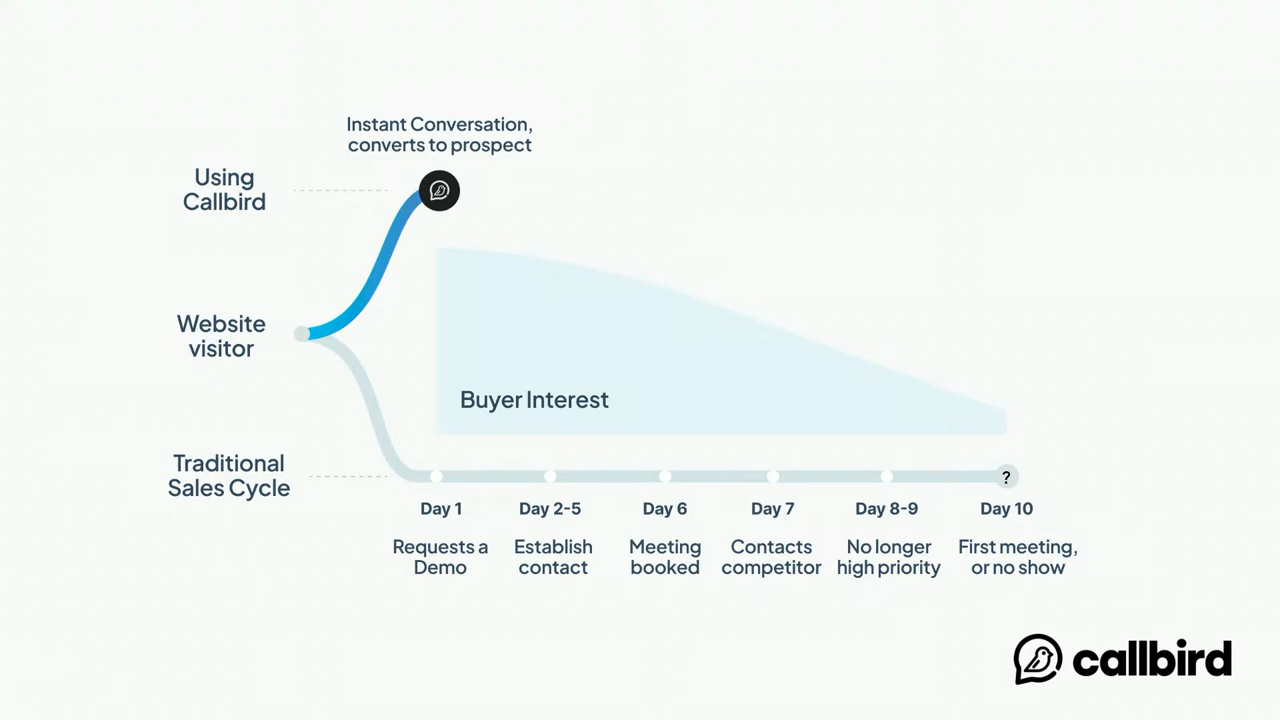 Instant Conversation,
converts to prospect
Using
Callbird
Website
visitor
Buyer Interest
Traditional
Sales Cycle
?
Day 1
Day 2-5
Day 6
Day 7
Day 8-9
Day 10
Requests a
Demo
Establish
contact
Meeting
booked
Contacts
competitor
No longer
high priority
First meeting,
or no show
callbird